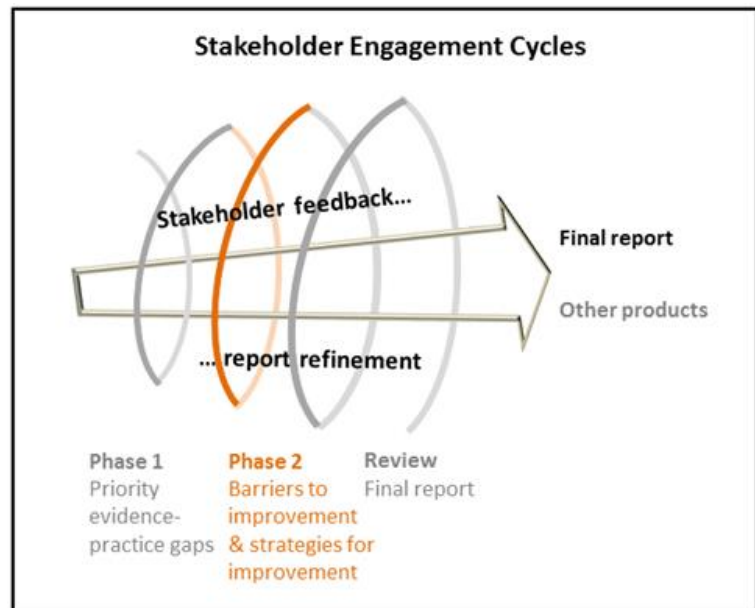 Stakeholder Engagement Cycles
Stakeholder feedback...
Final report
Other products
... report refinement
Phase 1
Priority
evidence-
practice gaps
Phase 2
Barriers to
improvement
& strategies for
improvement
Review
Final report